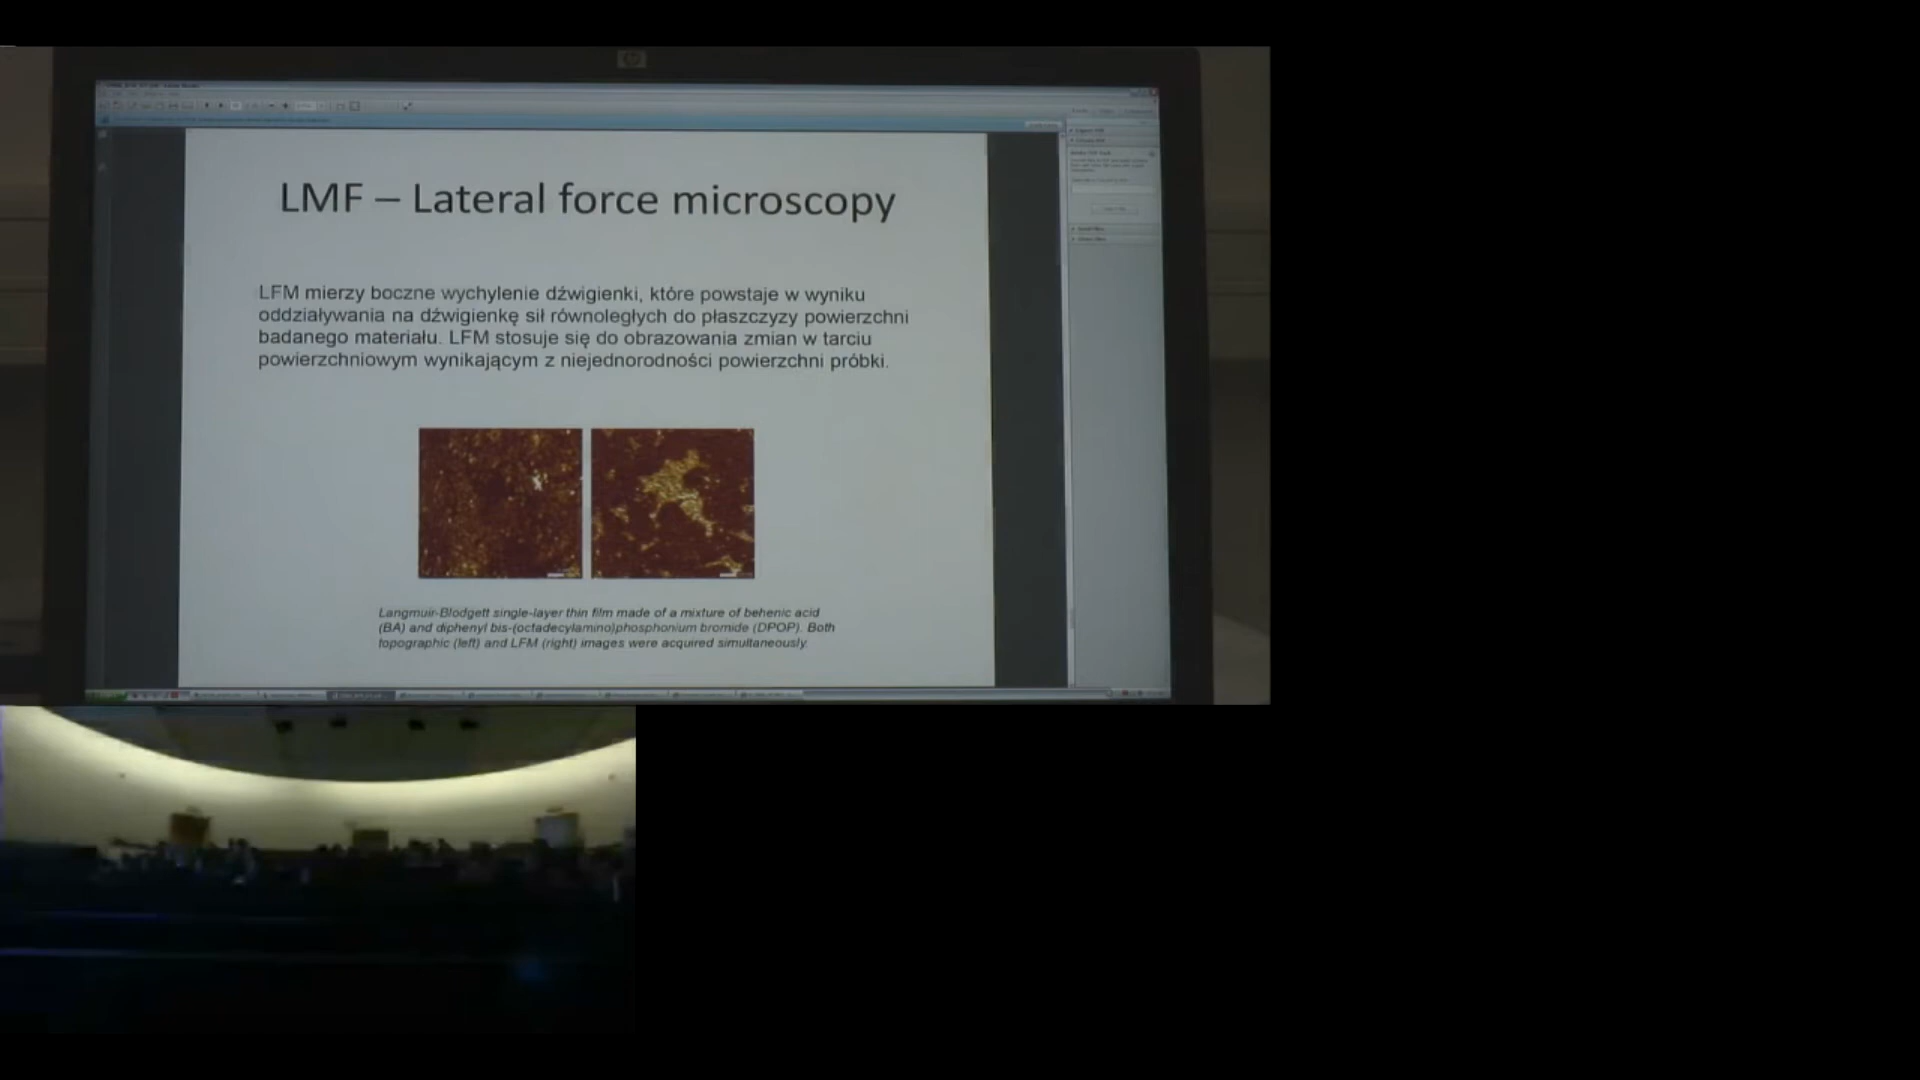 LMF – Lateral force microscopy
LFM mierzy boczne wychylenie dźwigienki, które powstaje w wyniku
oddziaływania na dźwigienkę sił równoległych do płaszczyzy powierzchni
badanego materiału. LFM stosuje się do obrazowania zmian w tarciu
powierzchniowym wynikającym z niejednorodności powierzchni próbki.
Langmuir-Blodgett single-layer thin film made of a mixture of behenic acid
(BA) and diphenyl bis-(octadecylamino)phosphonium bromide (DPOP). Both
topographic (left) and LFM (right) images were acquired simultaneously.